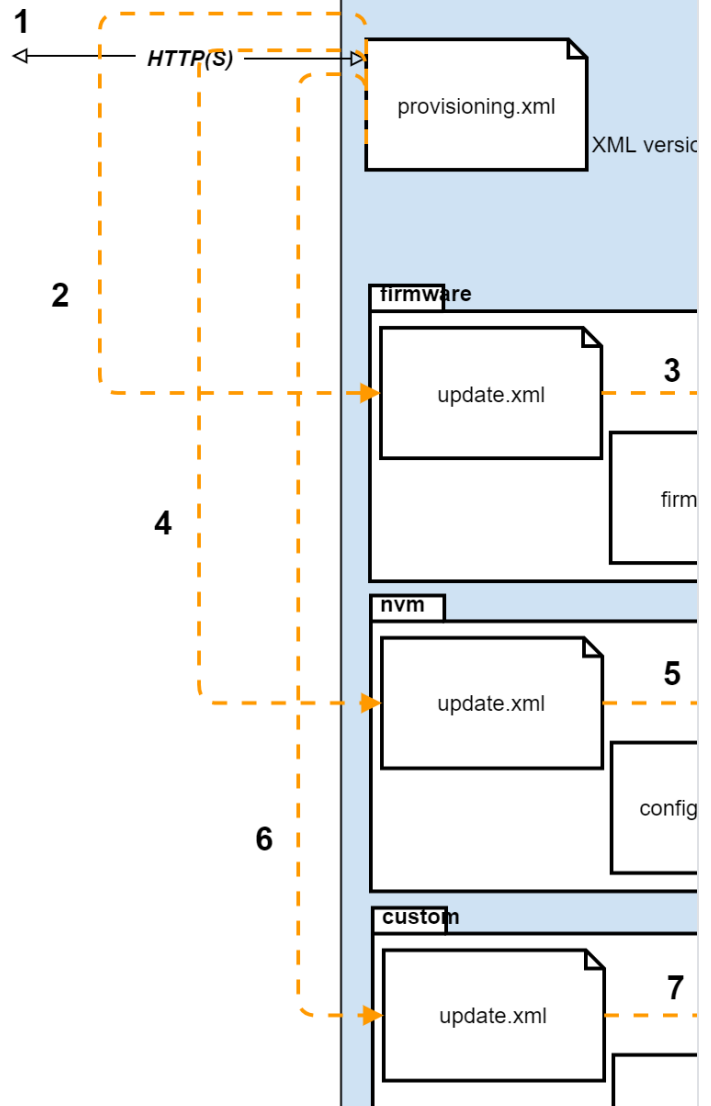 1
HTTP(S)
provisioning.xml
XML versio
2
firmware
update.xml
3
firm
4
nvm
update.xml
5
config
6
custom
update.xml
7